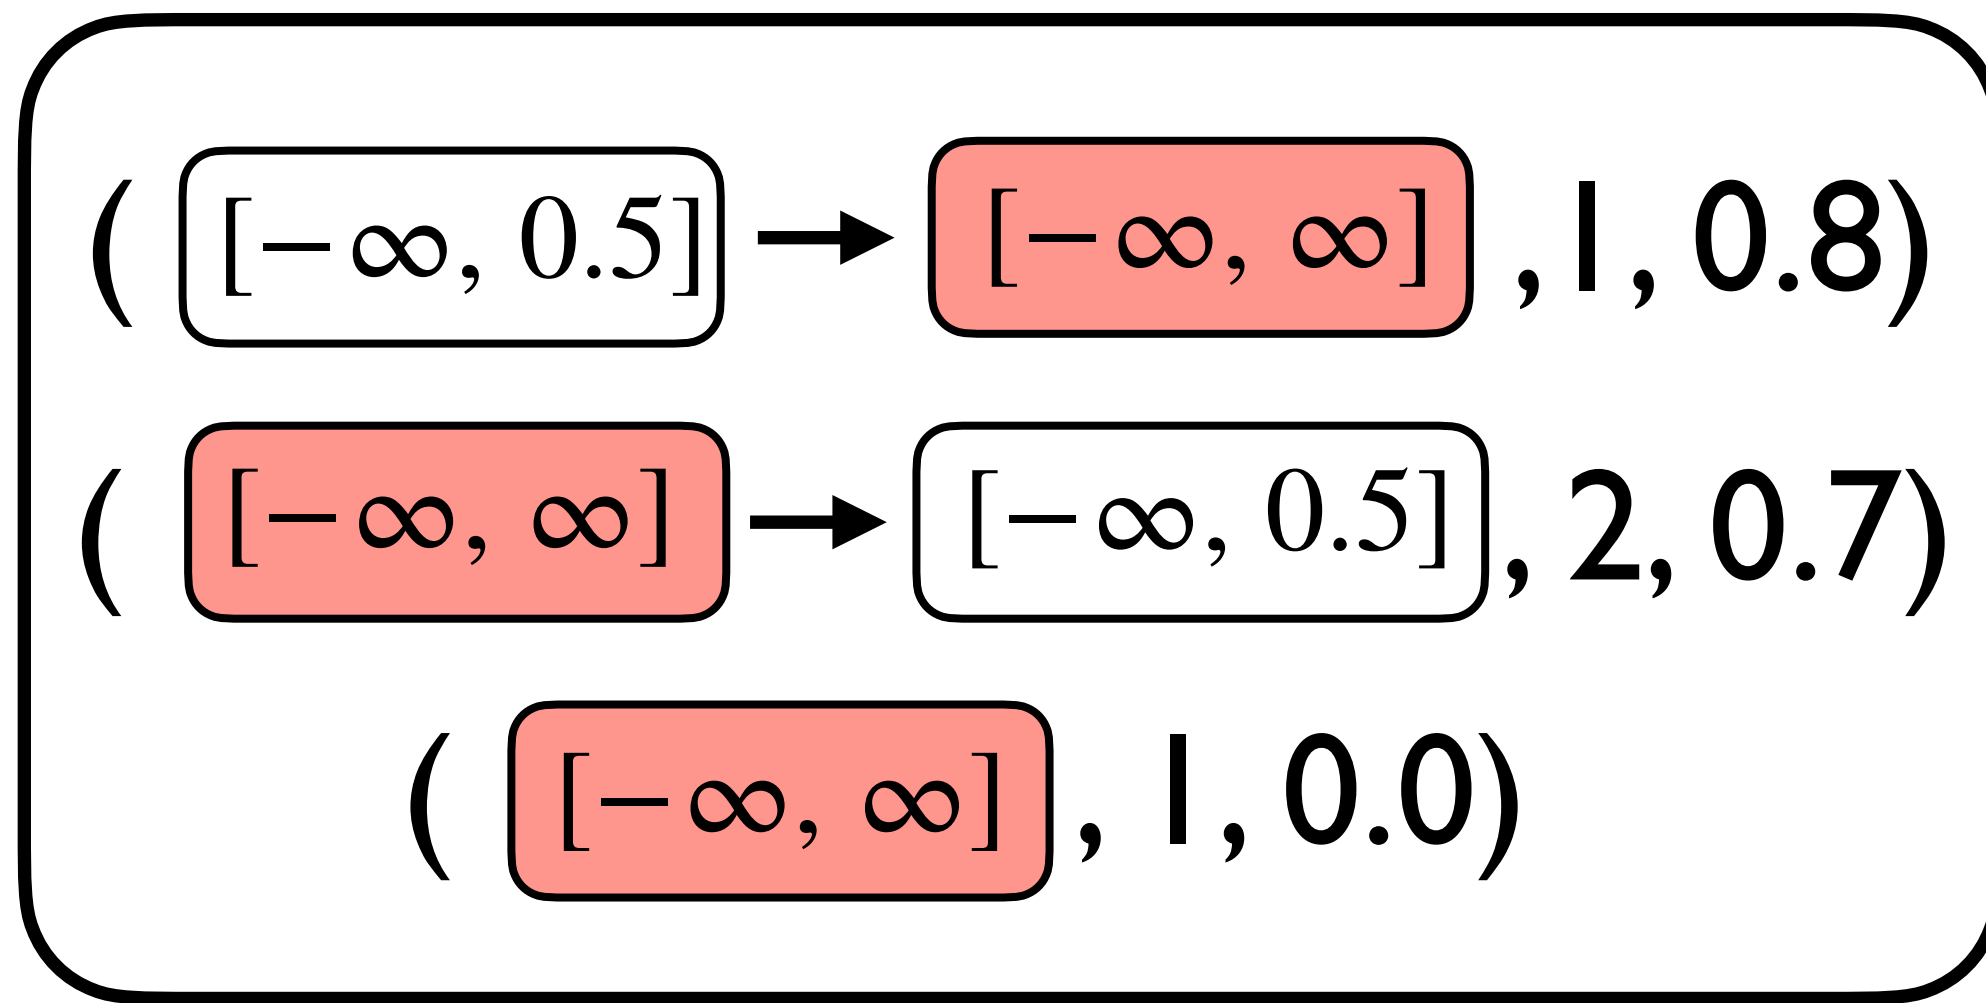 ( [−∞, 0.5] → [−∞, ∞] , 1, 0.8)
( [−∞, ∞] → [−∞, 0.5] , 2, 0.7)
( [−∞, ∞] , 1, 0.0)